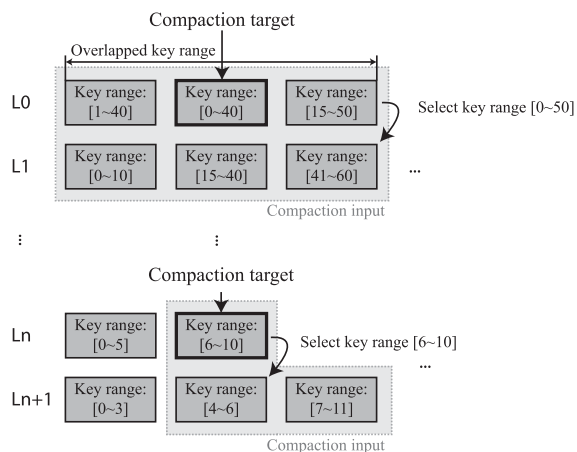 Compaction target
Overlapped key range
L0
Key range:
[1~40]
Key range:
[0~40]
Key range:
[15~50]
Select key range [0~50]
L1
Key range:
[0~10]
Key range:
[15~40]
Key range:
[41~60]
...
Compaction input
⋮
⋮
Compaction target
Ln
Key range:
[0~5]
Key range:
[6~10]
Select key range [6~10]
...
Ln+1
Key range:
[0~3]
Key range:
[4~6]
Key range:
[7~11]
Compaction input